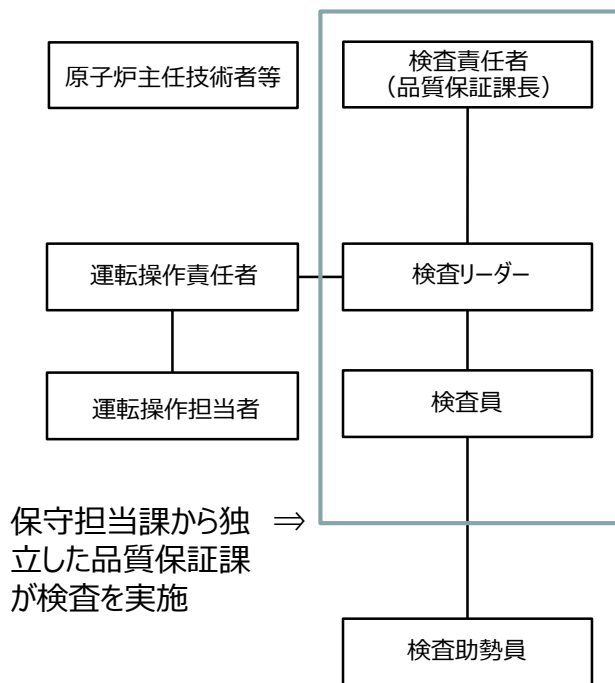 原子炉主任技術者等
検査責任者
（品質保証課長）
運転操作責任者
検査リーダー
運転操作担当者
検査員
保守担当課から独
立した品質保証課
が検査を実施
⇒
検査助勢員